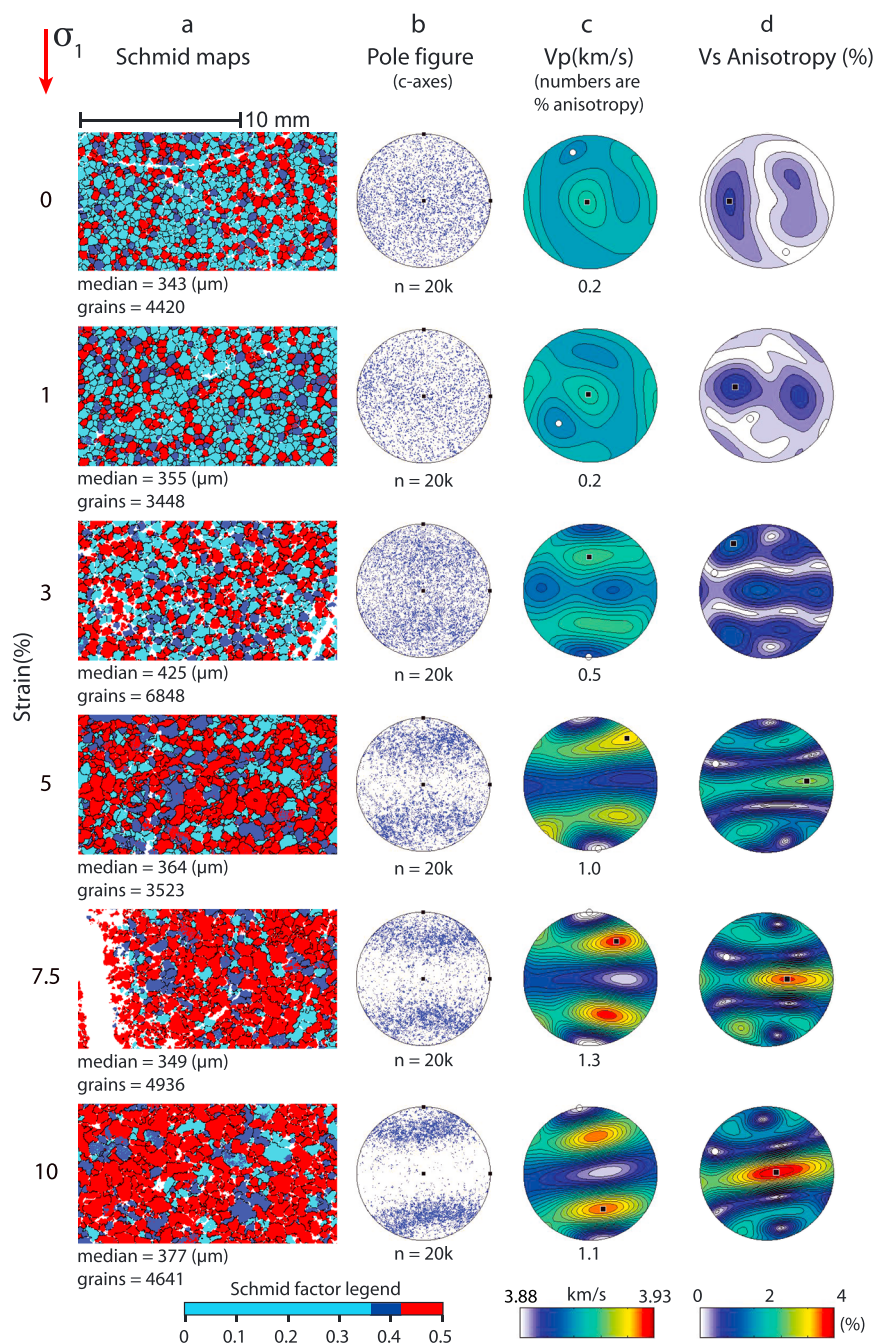 a b c d
σ1
Schmid maps Pole figure Vp(km/s) Vs Anisotropy (%)
(c-axes) (numbers are
% anisotropy)
10 mm
Strain(%)
0
median = 343 (µm) n = 20k 0.2
grains = 4420
1
median = 355 (µm) n = 20k 0.2
grains = 3448
3
median = 425 (µm) n = 20k 0.5
grains = 6848
5
median = 364 (µm) n = 20k 1.0
grains = 3523
7.5
median = 349 (µm) n = 20k 1.3
grains = 4936
10
median = 377 (µm) n = 20k 1.1
grains = 4641
Schmid factor legend
0 0.1 0.2 0.3 0.4 0.5
3.88 km/s 3.93
0 2 4
(%)